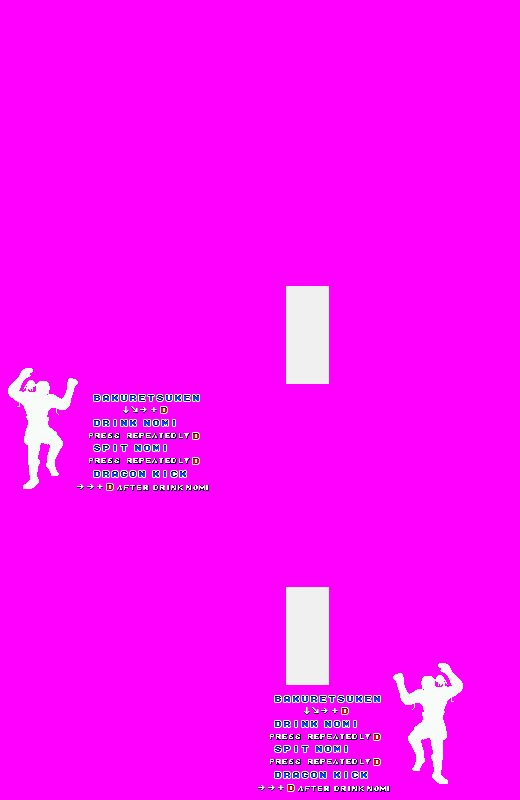 BAKURETSUKEN
↓↘→+D
DRINK NOMI
PRESS REPEATEDLY D
SPIT NOMI
PRESS REPEATEDLY D
DRAGON KICK
→→+D AFTER DRINK NOMI
BAKURETSUKEN
↓↘→+D
DRINK NOMI
PRESS REPEATEDLY D
SPIT NOMI
PRESS REPEATEDLY D
DRAGON KICK
→→+D AFTER DRINK NOMI